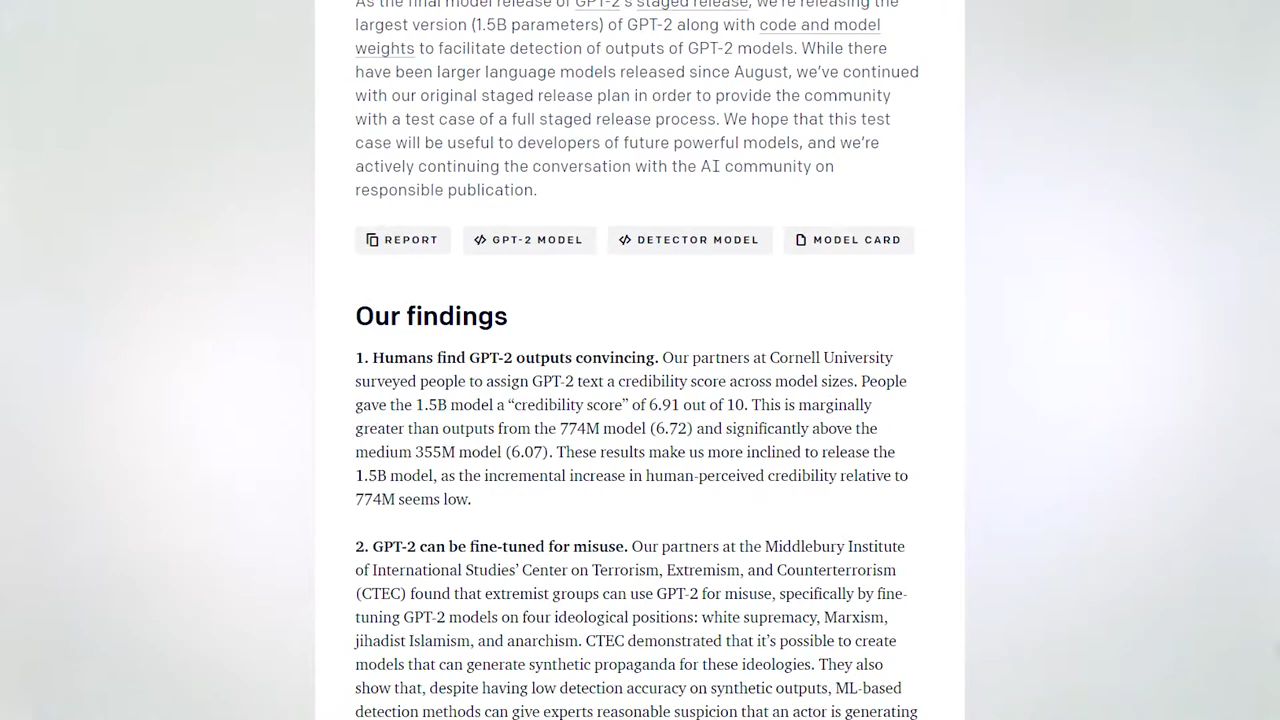 As the final model release of GPT-2's staged release, we're releasing the
largest version (1.5B parameters) of GPT-2 along with code and model
weights to facilitate detection of outputs of GPT-2 models. While there
have been larger language models released since August, we've continued
with our original staged release plan in order to provide the community
with a test case of a full staged release process. We hope that this test
case will be useful to developers of future powerful models, and we're
actively continuing the conversation with the AI community on
responsible publication.
REPORT GPT-2 MODEL DETECTOR MODEL MODEL CARD
Our findings
1. Humans find GPT-2 outputs convincing. Our partners at Cornell University
surveyed people to assign GPT-2 text a credibility score across model sizes. People
gave the 1.5B model a “credibility score” of 6.91 out of 10. This is marginally
greater than outputs from the 774M model (6.72) and significantly above the
medium 355M model (6.07). These results make us more inclined to release the
1.5B model, as the incremental increase in human-perceived credibility relative to
774M seems low.
2. GPT-2 can be fine-tuned for misuse. Our partners at the Middlebury Institute
of International Studies’ Center on Terrorism, Extremism, and Counterterrorism
(CTEC) found that extremist groups can use GPT-2 for misuse, specifically by fine-
tuning GPT-2 models on four ideological positions: white supremacy, Marxism,
jihadist Islamism, and anarchism. CTEC demonstrated that it’s possible to create
models that can generate synthetic propaganda for these ideologies. They also
show that, despite having low detection accuracy on synthetic outputs, ML-based
detection methods can give experts reasonable suspicion that an actor is generating